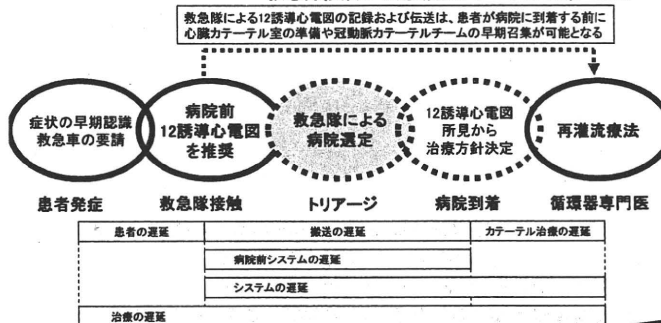 救急隊による12誘導心電図の記録および伝送は、患者が病院に到着する前に
心臓カテーテル室の準備や冠動脈カテーテルチームの早期召集が可能となる
症状の早期認識
救急車の要請
病院前
12誘導心電図
を推奨
救急隊による
病院選定
12誘導心電図
所見から
治療方針決定
再灌流療法
患者発症
救急隊接触
トリアージ
病院到着
循環器専門医
患者の遅延
搬送の遅延
カテーテル治療の遅延
病院前システムの遅延
システムの遅延
治療の遅延